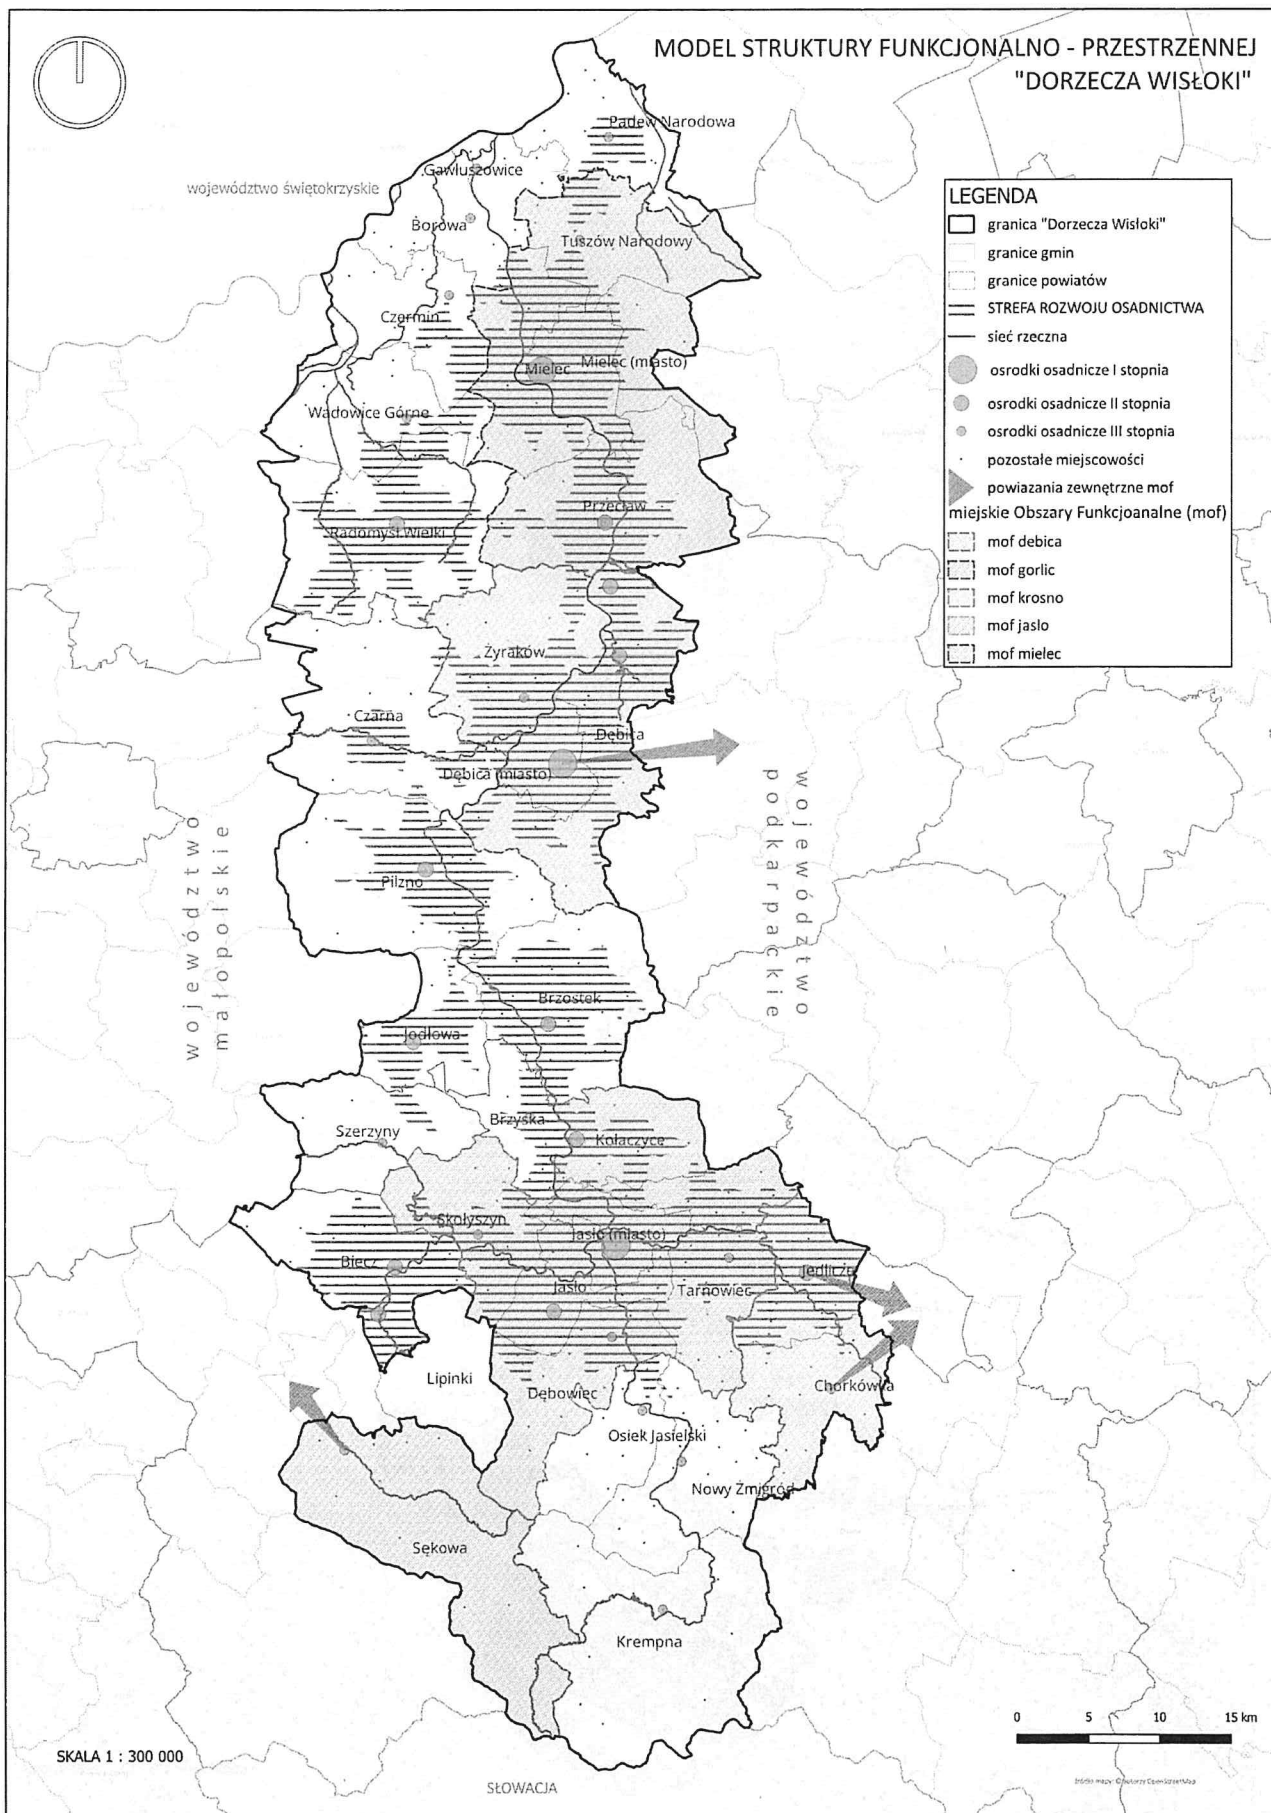 MODEL STRUKTURY FUNKCJONALNO - PRZESTRZENNEJ
"DORZECZA WISŁOKI"
Padew Narodowa
Gawłuszowice
województwo świętokrzyskie
Borowa
Tuszów Narodowy
Czermin
Mielec
Mielec (miasto)
Wadowice Górne
Przecław
Radomyśl Wielki
Żyraków
Czarna
Dębica
Dębica (miasto)
województwo
małopolskie
województwo
podkarpackie
Pilzno
Brzostek
Jodłowa
Brzyska
Szerzyny
Kołaczyce
Skołyszyn
Jasło (miasto)
Biecz
Jasło
Tarnowiec
Jedlicze
Lipinki
Dębowiec
Chorkówka
Osiek Jasielski
Nowy Żmigród
Sękowa
Krempna
LEGENDA
granica "Dorzecza Wisłoki"
granice gmin
granice powiatów
STREFA ROZWOJU OSADNICTWA
sieć rzeczna
osrodki osadnicze I stopnia
osrodki osadnicze II stopnia
osrodki osadnicze III stopnia
pozostałe miejscowości
powiazania zewnętrzne mof
miejskie Obszary Funkcjoanalne (mof)
mof debica
mof gorlic
mof krosno
mof jaslo
mof mielec
0 5 10 15 km
SKALA 1 : 300 000
źródło mapy: © autorzy OpenStreetMap
SŁOWACJA